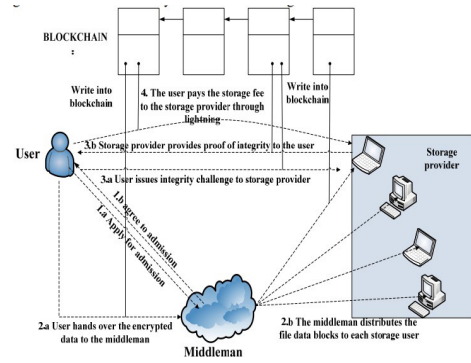 BLOCKCHAIN
:
Write into
blockchain
4. The user pays the storage fee
to the storage provider through
lightning
Write into
blockchain
User
3.b Storage provider provides proof of integrity to the user
Storage
provider
3.a User issues integrity challenge to storage provider
1.b agree to admission
1.a Apply for admission
2.a User hands over the encrypted
data to the middleman
Middleman
2.b The middleman distributes the
file data blocks to each storage user